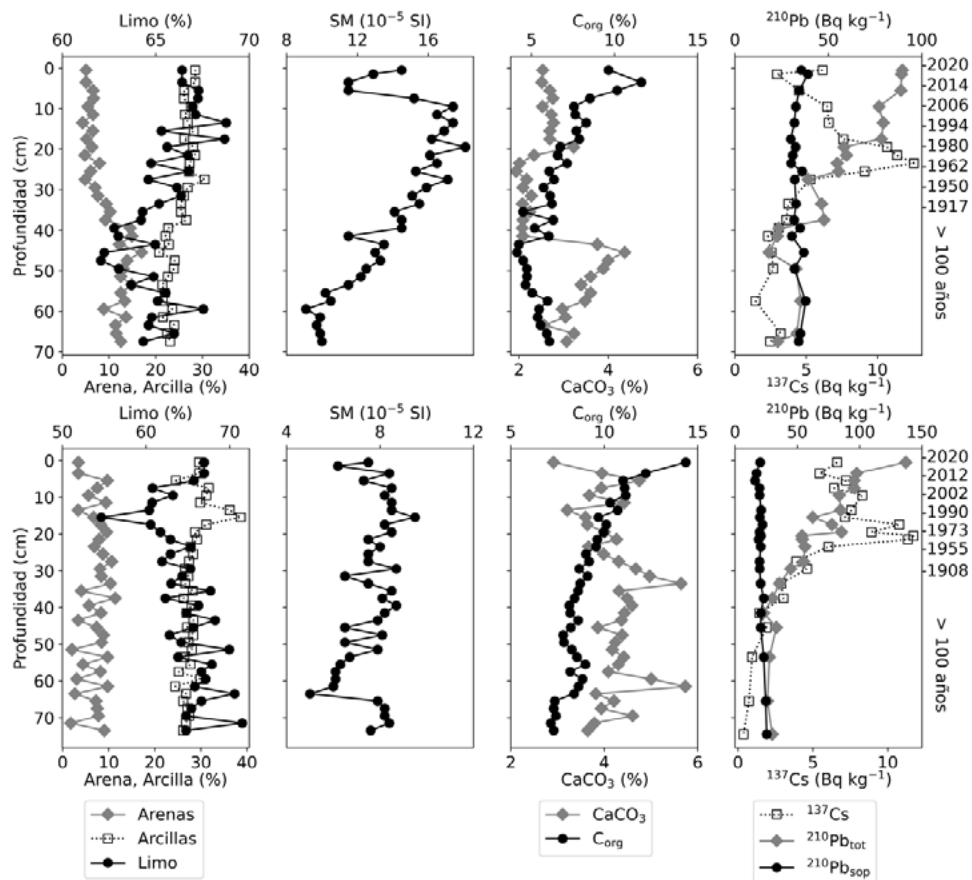 Limo (%)
SM (10⁻⁵ SI)
C_org (%)
²¹⁰Pb (Bq kg⁻¹)
61 63 65 67 69
8 12 16
5 10 15
0 50 100
Profundidad (cm)
0
10
20
30
40
50
60
70
2020
2014
2006
1994
1980
1962
1950
1917
> 100 años
0 10 20 30 40
2 4 6
0 5 10
Arena, Arcilla (%)
CaCO₃ (%)
¹³⁷Cs (Bq kg⁻¹)
Limo (%)
SM (10⁻⁵ SI)
C_org (%)
²¹⁰Pb (Bq kg⁻¹)
50 60 70
4 8 12
5 10 15
0 50 100 150
Profundidad (cm)
0
10
20
30
40
50
60
70
2020
2012
2002
1990
1973
1955
1908
> 100 años
0 10 20 30 40
2 4 6
0 5 10
Arena, Arcilla (%)
CaCO₃ (%)
¹³⁷Cs (Bq kg⁻¹)
Arenas
Arcillas
Limo
CaCO₃
C_org
¹³⁷Cs
²¹⁰Pb_tot
²¹⁰Pb_sop